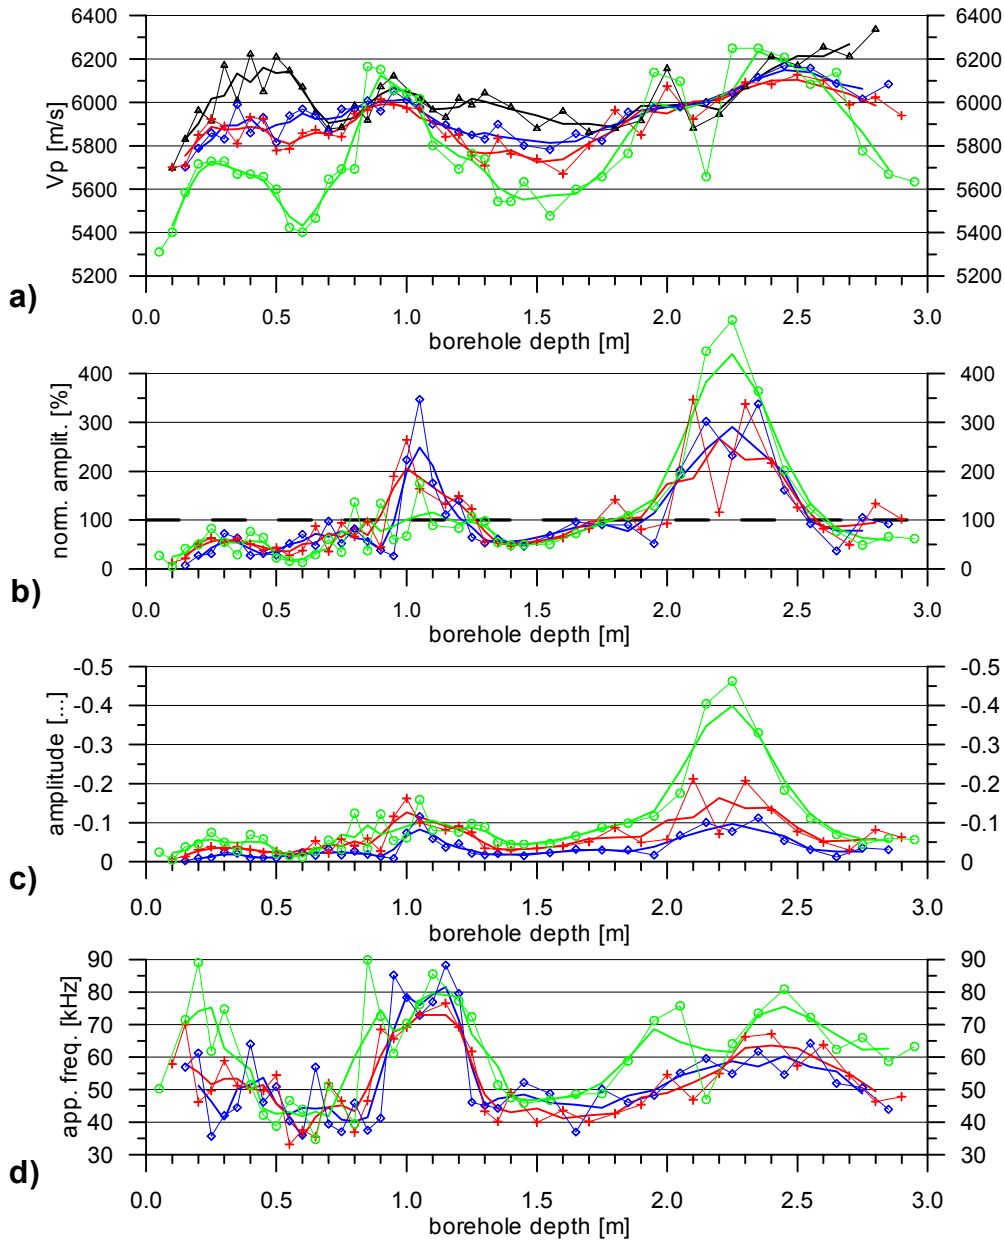 6400 6400
6200 6200
6000 6000
5800 5800
5600 5600
5400 5400
5200 5200
Vp [m/s]
a)
0.0 0.5 1.0 1.5 2.0 2.5 3.0
borehole depth [m]
400 400
300 300
200 200
100 100
0 0
norm. amplit. [%]
b)
0.0 0.5 1.0 1.5 2.0 2.5 3.0
borehole depth [m]
-0.5 -0.5
-0.4 -0.4
-0.3 -0.3
-0.2 -0.2
-0.1 -0.1
0 0
amplitude [...]
c)
0.0 0.5 1.0 1.5 2.0 2.5 3.0
borehole depth [m]
90 90
80 80
70 70
60 60
50 50
40 40
30 30
app. freq. [kHz]
d)
0.0 0.5 1.0 1.5 2.0 2.5 3.0
borehole depth [m]